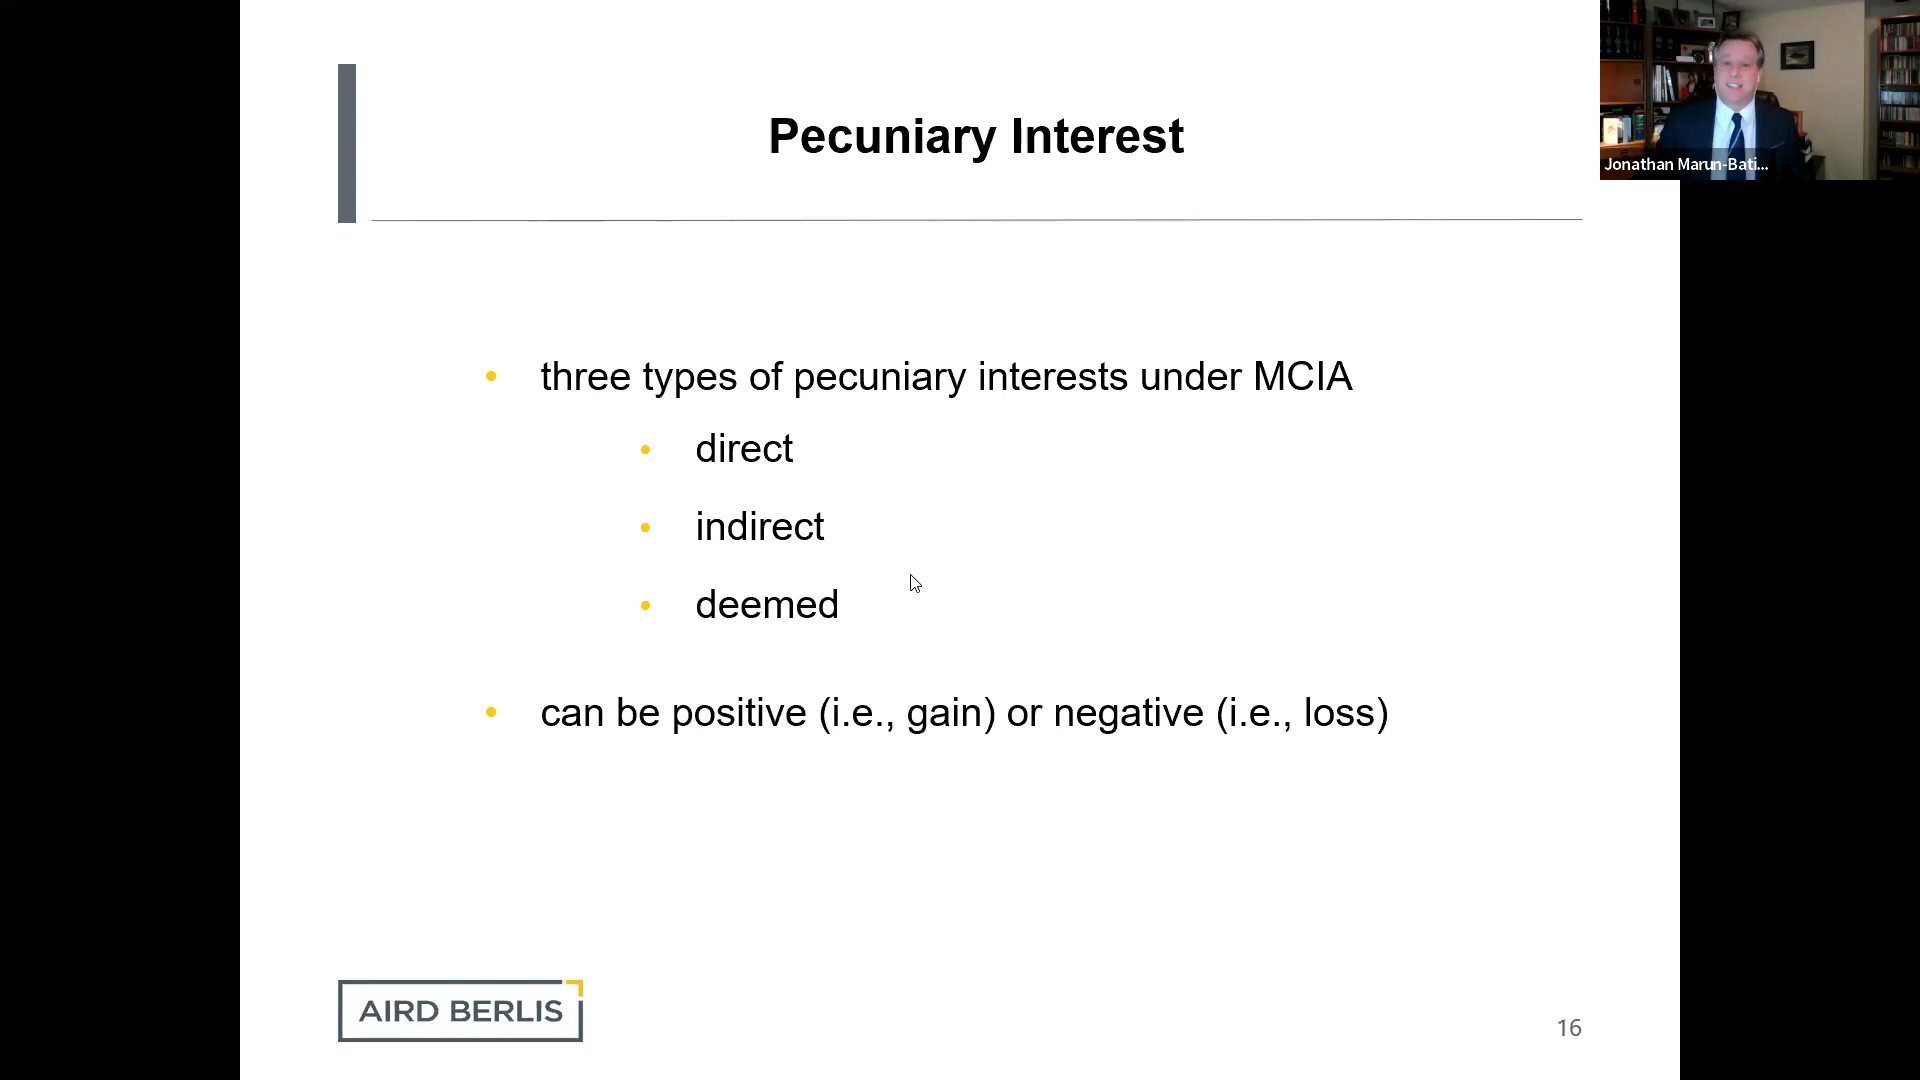 Pecuniary Interest
Jonathan Marun-Bati...
• three types of pecuniary interests under MCIA
• direct
• indirect
• deemed
• can be positive (i.e., gain) or negative (i.e., loss)
AIRD BERLIS
16